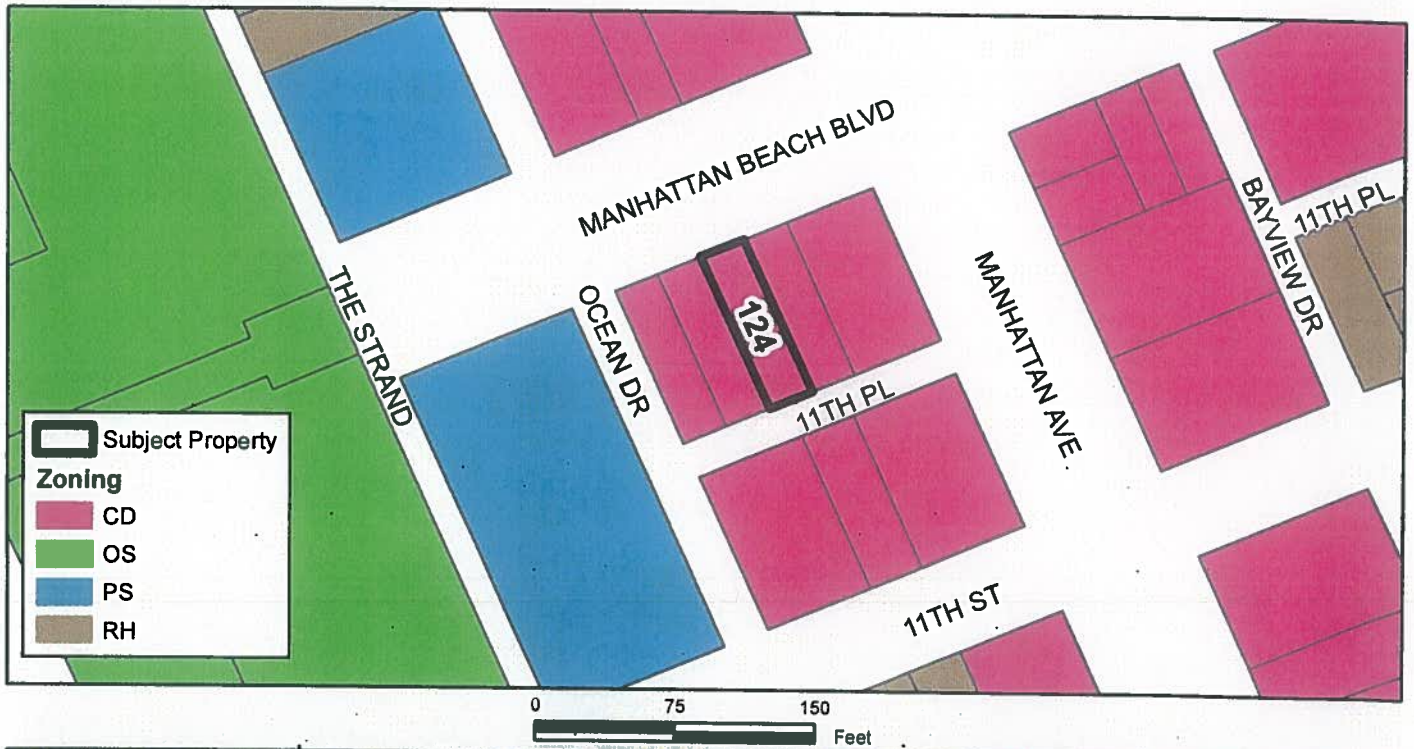 MANHATTAN BEACH BLVD
BAYVIEW DR
11TH PL
THE STRAND
OCEAN DR
124
MANHATTAN AVE
11TH PL
11TH ST
Subject Property
Zoning
CD
OS
PS
RH
0 75 150
Feet